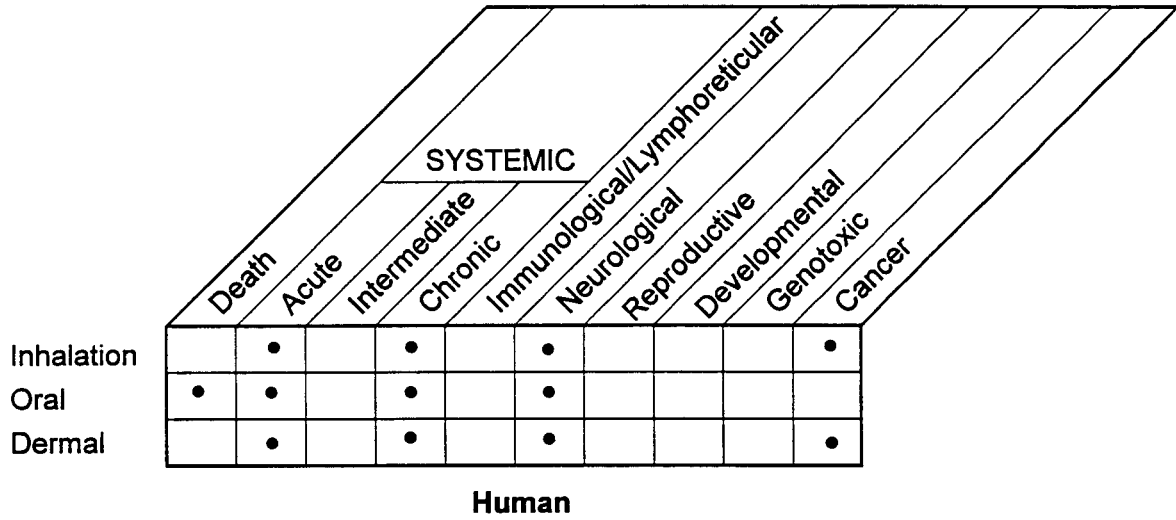 SYSTEMIC
Death
Acute
Intermediate
Chronic
Immunological/Lymphoreticular
Neurological
Reproductive
Developmental
Genotoxic
Cancer
Inhalation
Oral
Dermal
Human